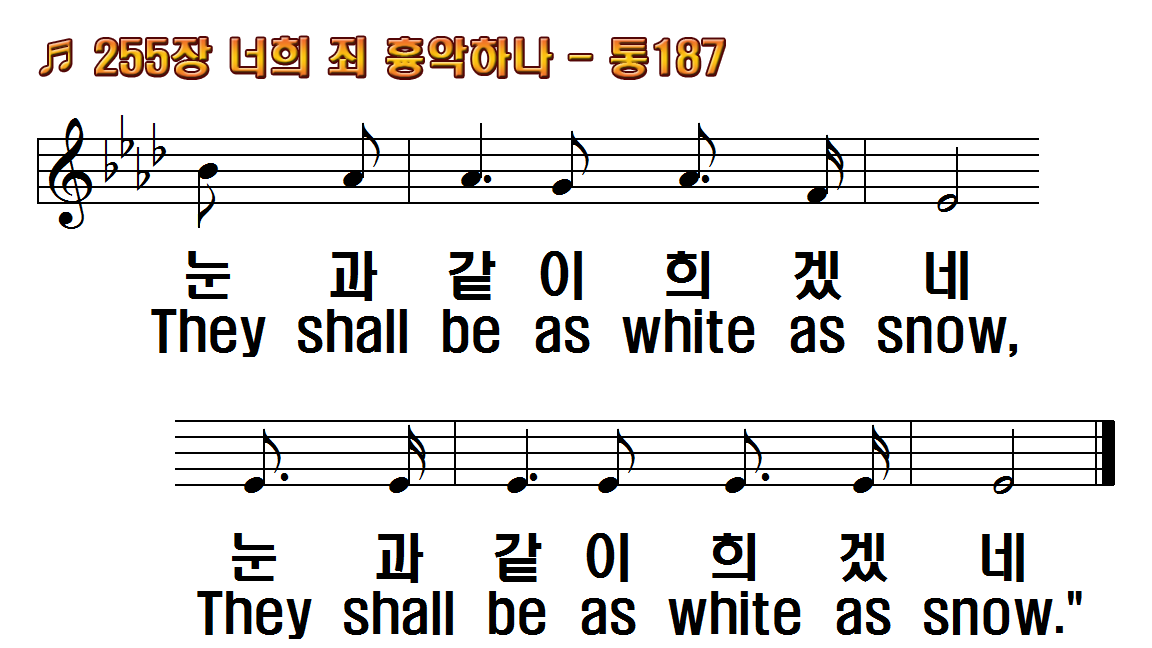 ♬ 255장 너희 죄 흉악하나 - 통187
눈 과 같 이 희 겠 네
They shall be as white as snow,
눈 과 같 이 희 겠 네
They shall be as white as snow."